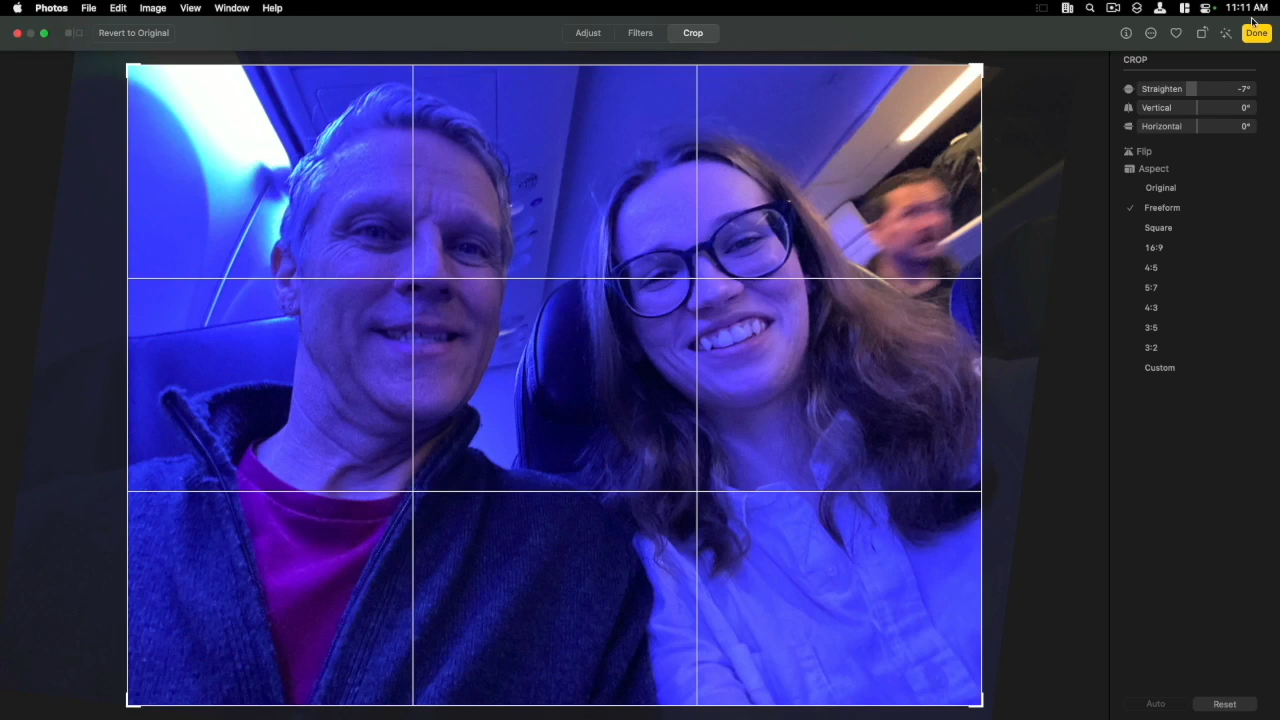 Photos File Edit Image View Window Help 11:11 AM
Revert to Original Adjust Filters Crop Done
CROP
Straighten -7°
Vertical 0°
Horizontal 0°
Flip
Aspect
Original
Freeform
Square
16:9
4:5
5:7
4:3
3:5
3:2
Custom
Auto Reset